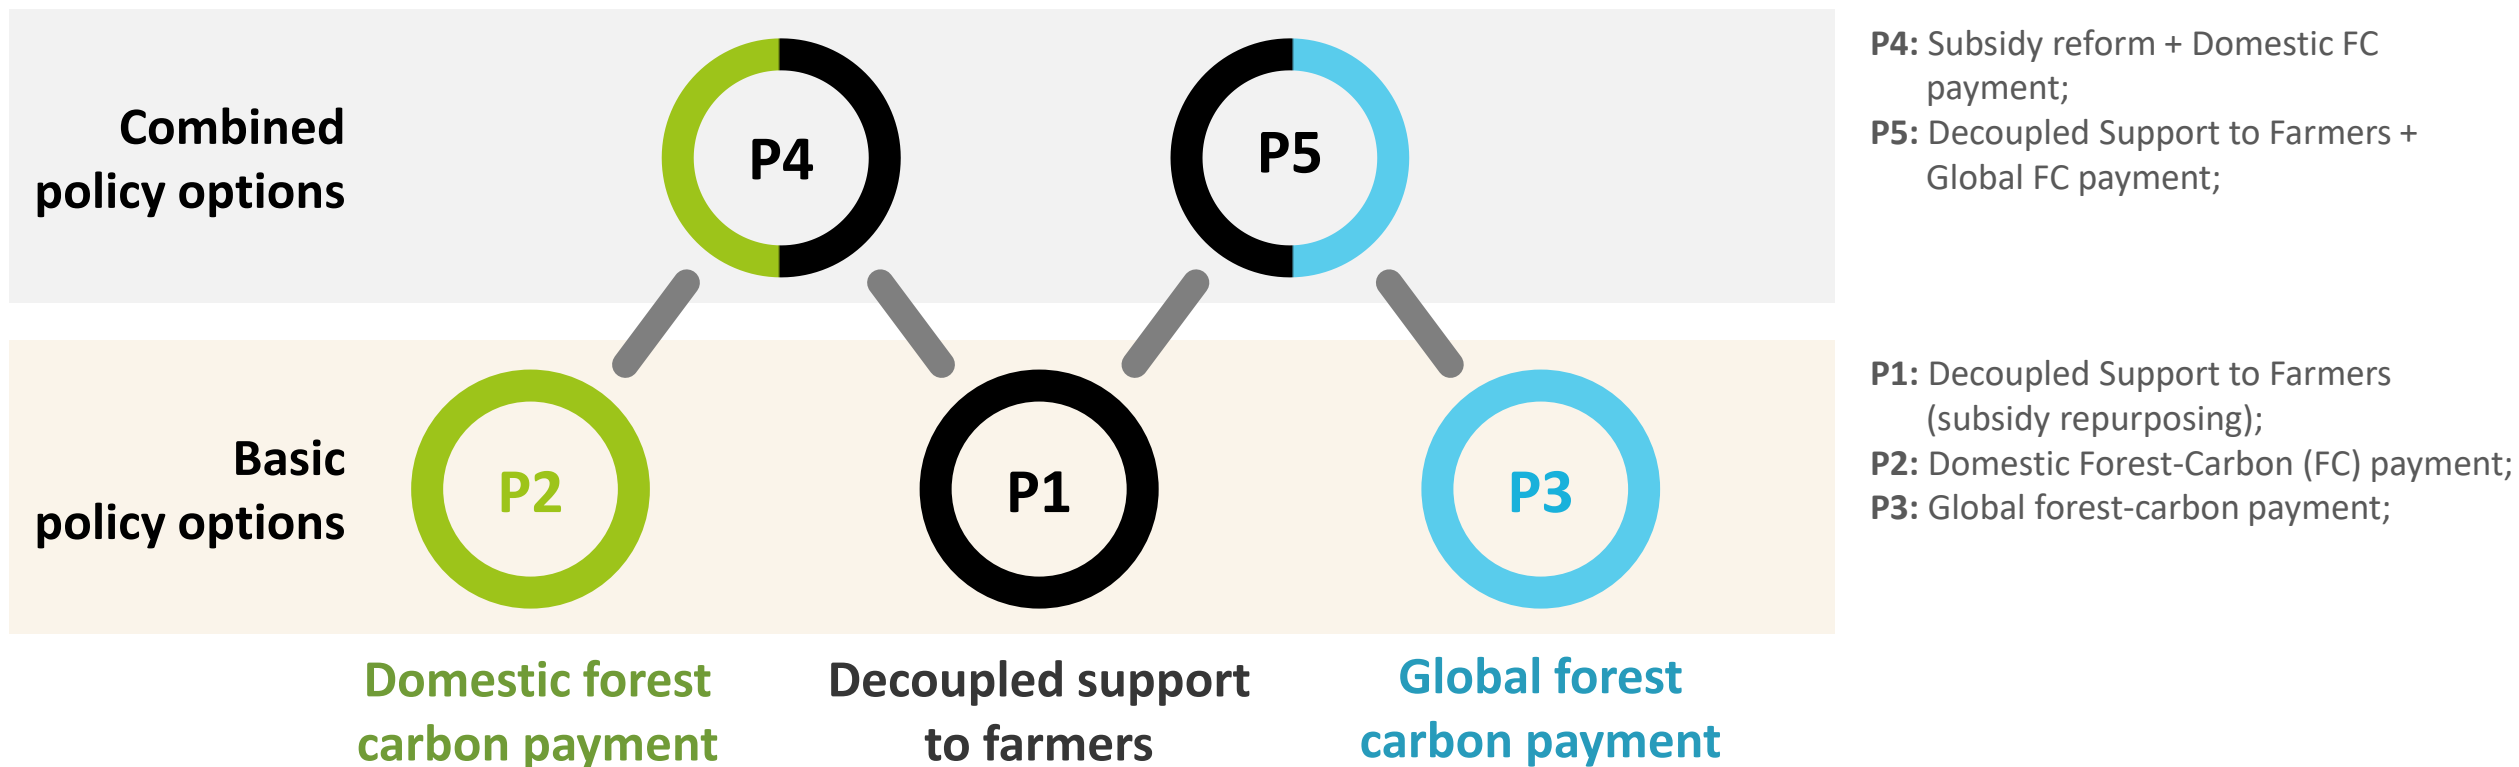 Combined
policy options
P4
P5
P4: Subsidy reform + Domestic FC
payment;
P5: Decoupled Support to Farmers +
Global FC payment;
Basic
policy options
P2
P1
P3
P1: Decoupled Support to Farmers
(subsidy repurposing);
P2: Domestic Forest-Carbon (FC) payment;
P3: Global forest-carbon payment;
Domestic forest
carbon payment
Decoupled support
to farmers
Global forest
carbon payment